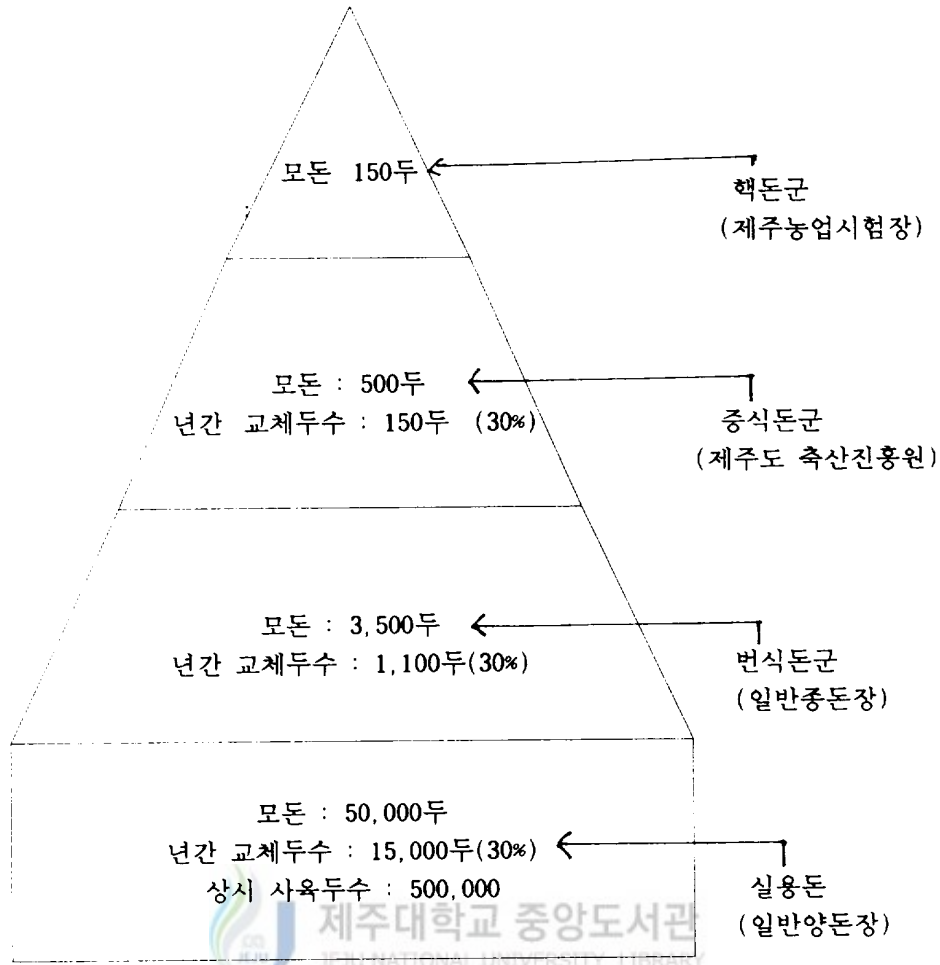 모돈 150두
핵돈군
(제주농업시험장)
모돈 : 500두
년간 교체두수 : 150두 (30%)
증식돈군
(제주도 축산진흥원)
모돈 : 3,500두
년간 교체두수 : 1,100두(30%)
번식돈군
(일반종돈장)
모돈 : 50,000두
년간 교체두수 : 15,000두(30%)
상시 사육두수 : 500,000
실용돈
(일반양돈장)
제주대학교 중앙도서관
JEJU NATIONAL UNIVERSITY LIBRARY